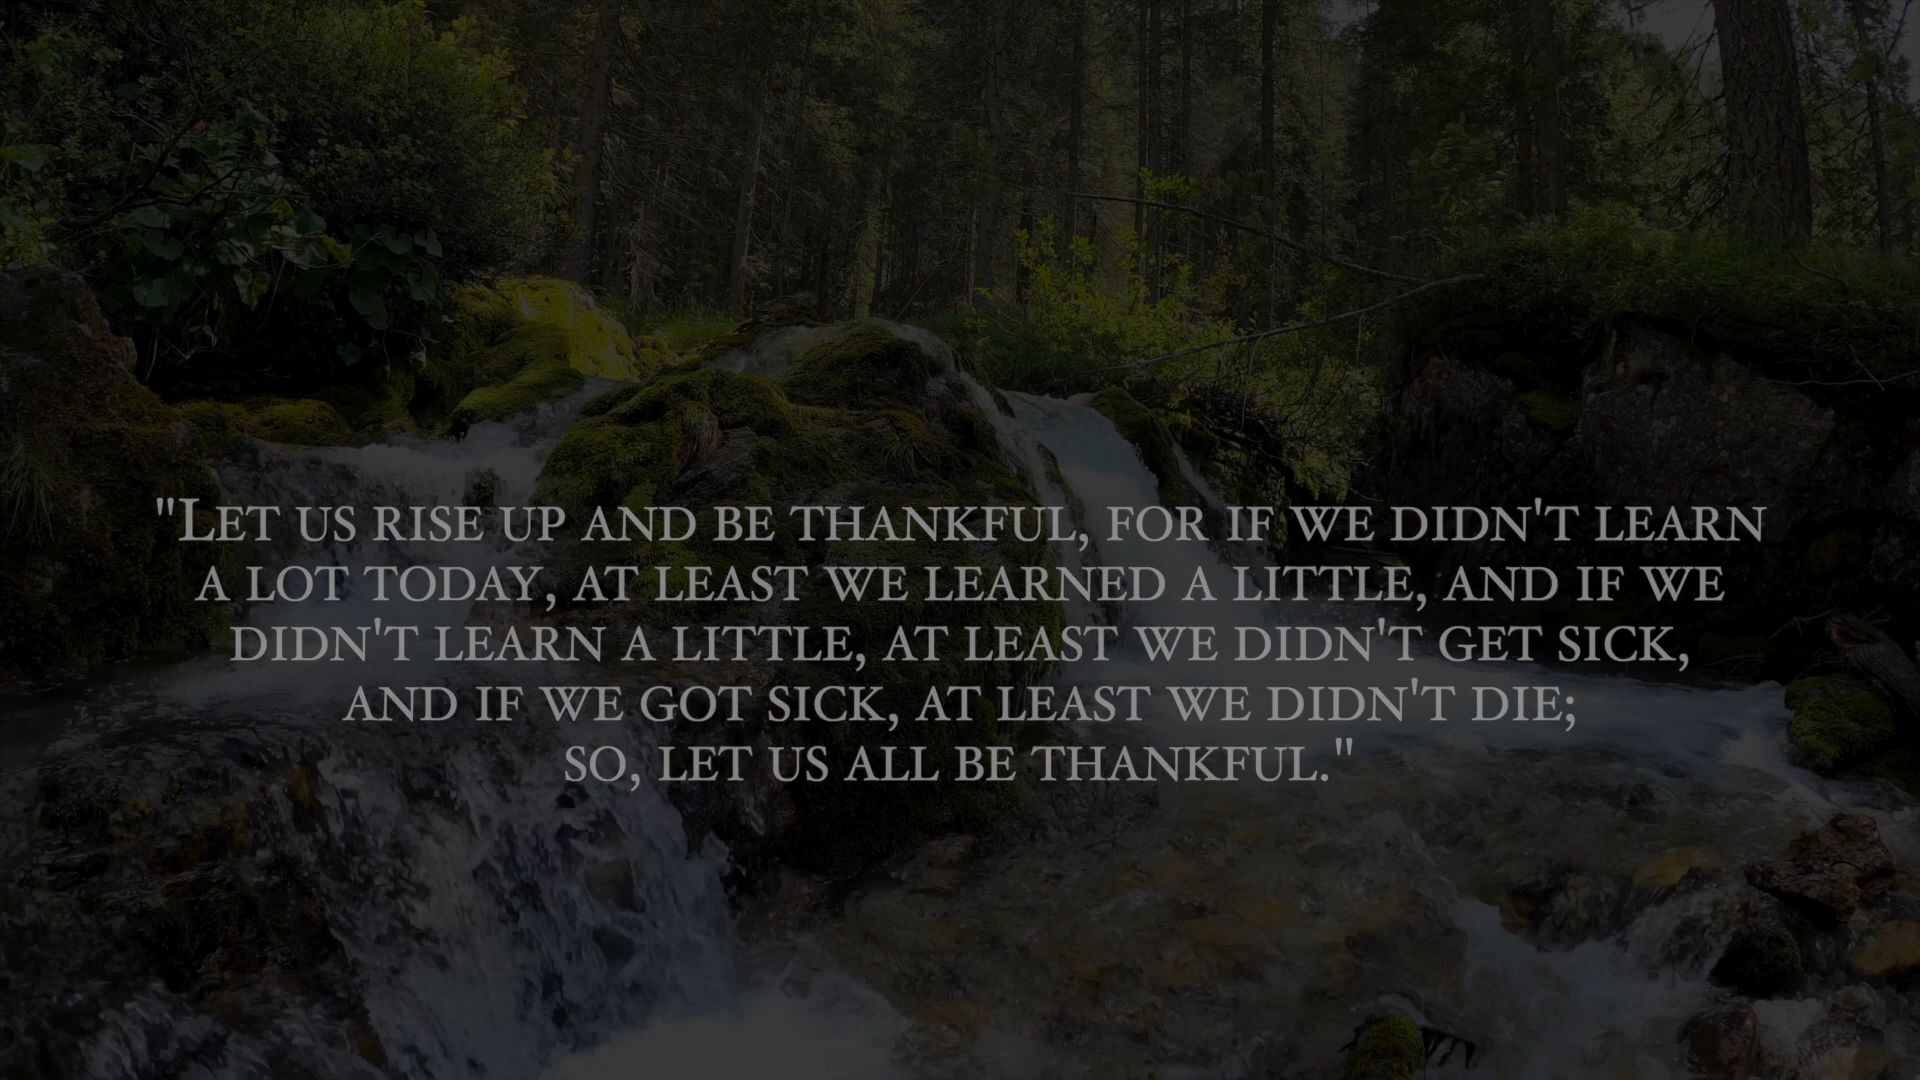 "Let us rise up and be thankful, for if we didn't learn
a lot today, at least we learned a little, and if we
didn't learn a little, at least we didn't get sick,
and if we got sick, at least we didn't die;
so, let us all be thankful."